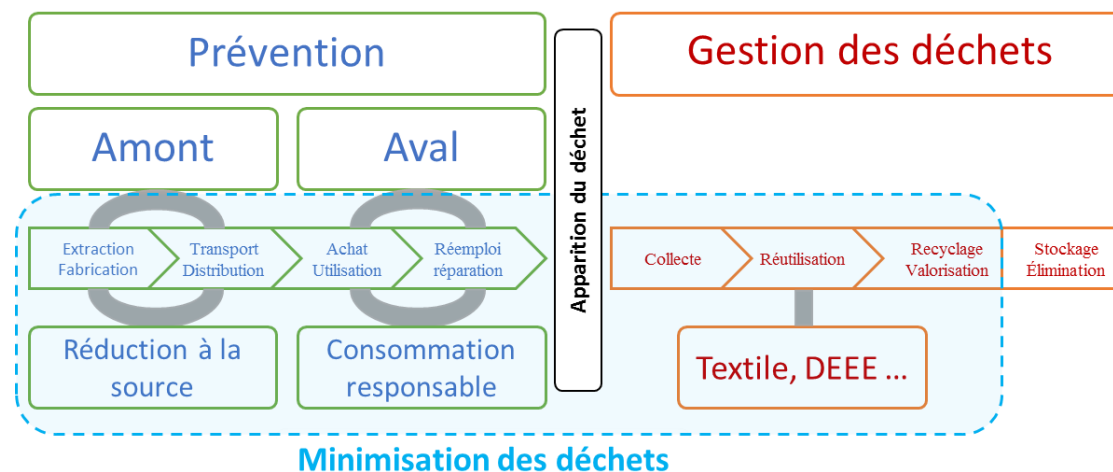 Prévention
Gestion des déchets
Amont
Aval
Apparition du déchet
Extraction
Fabrication
Transport
Distribution
Achat
Utilisation
Réemploi
réparation
Collecte
Réutilisation
Recyclage
Valorisation
Stockage
Élimination
Réduction à la
source
Consommation
responsable
Textile, DEEE ...
Minimisation des déchets